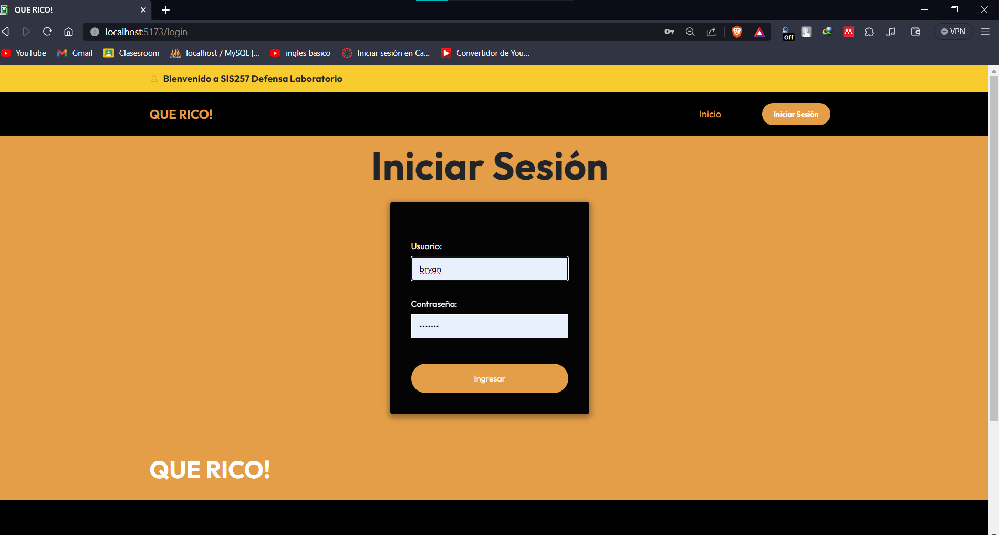 QUE RICO!
localhost:5173/login
Off
VPN
YouTube Gmail Clasesroom localhost / MySQL |... ingles basico Iniciar sesión en Ca... Convertidor de You...
Bienvenido a SIS257 Defensa Laboratorio
QUE RICO! Inicio Iniciar Sesión
Iniciar Sesión
Usuario:
bryan
Contraseña:
•••••••
Ingresar
QUE RICO!